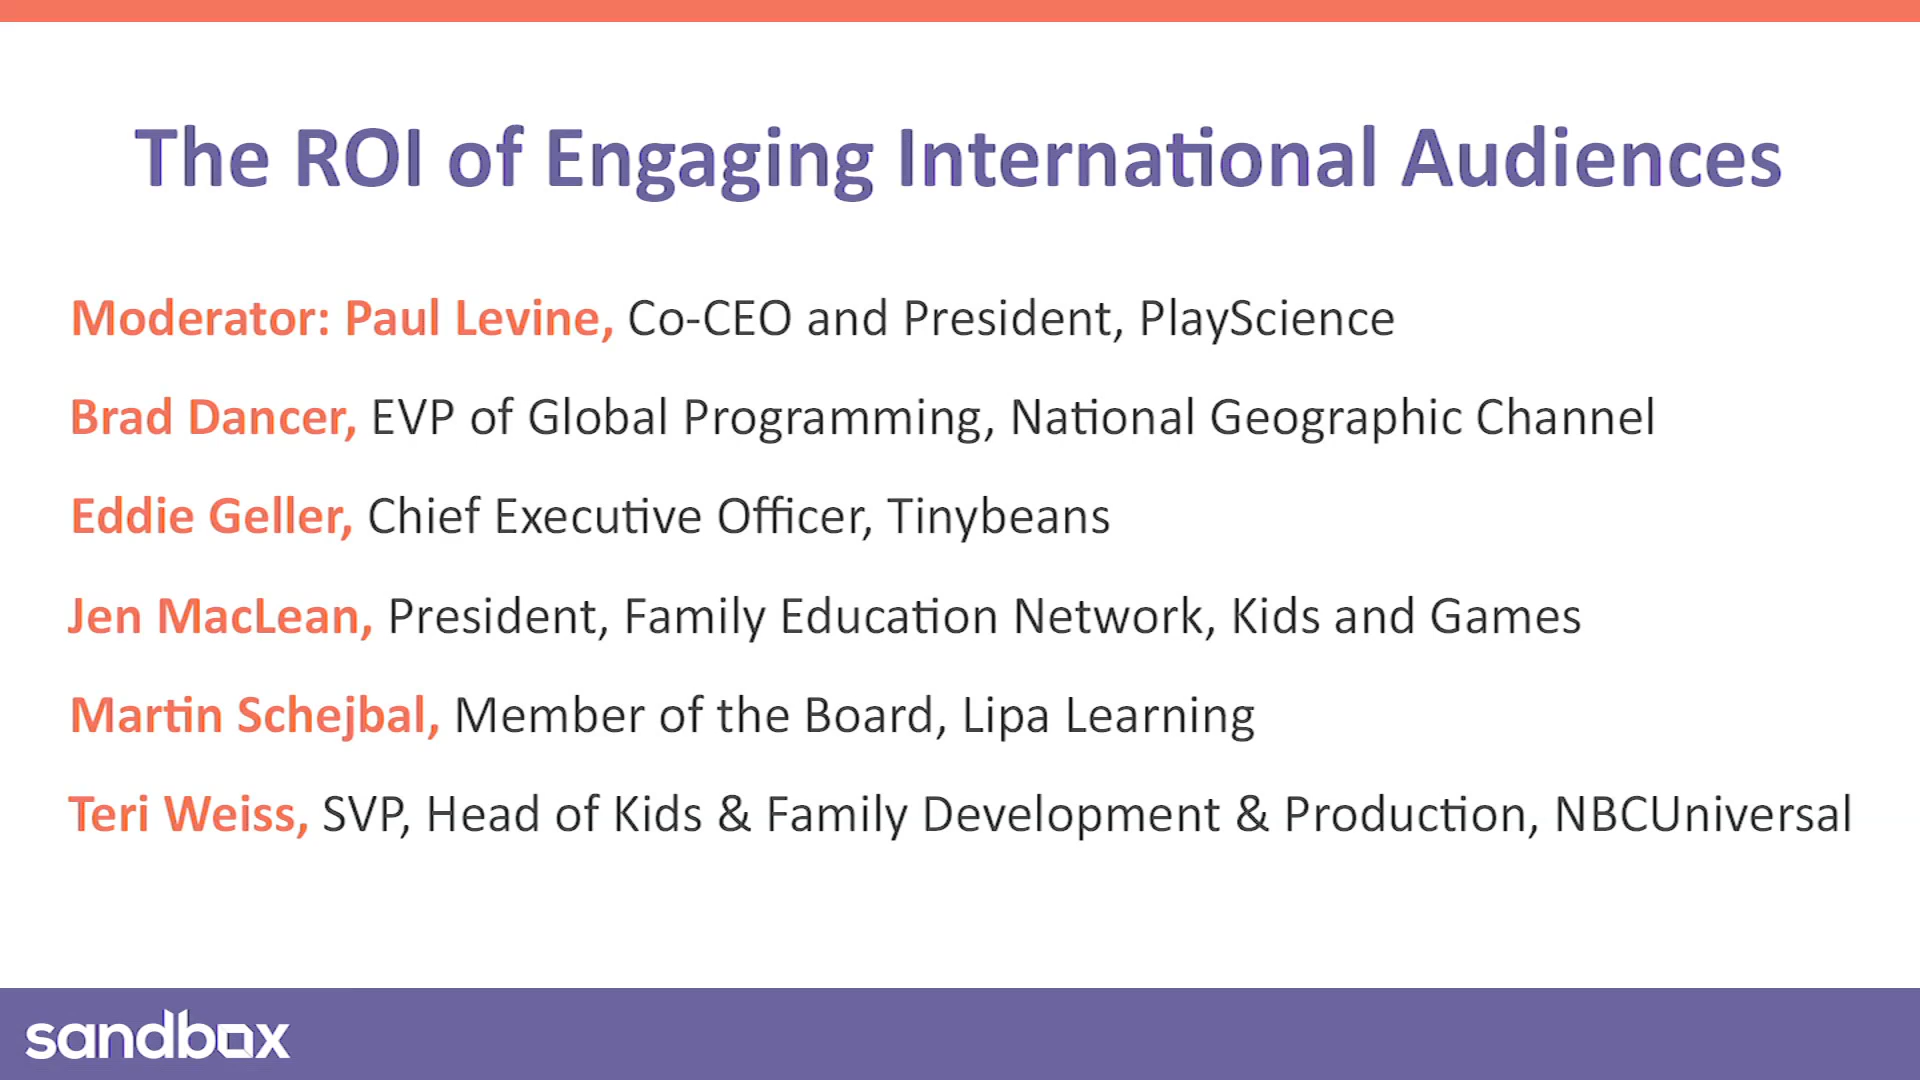 The ROI of Engaging International Audiences
Moderator: Paul Levine, Co-CEO and President, PlayScience
Brad Dancer, EVP of Global Programming, National Geographic Channel
Eddie Geller, Chief Executive Officer, Tinybeans
Jen MacLean, President, Family Education Network, Kids and Games
Martin Schejbal, Member of the Board, Lipa Learning
Teri Weiss, SVP, Head of Kids & Family Development & Production, NBCUniversal
sandbox